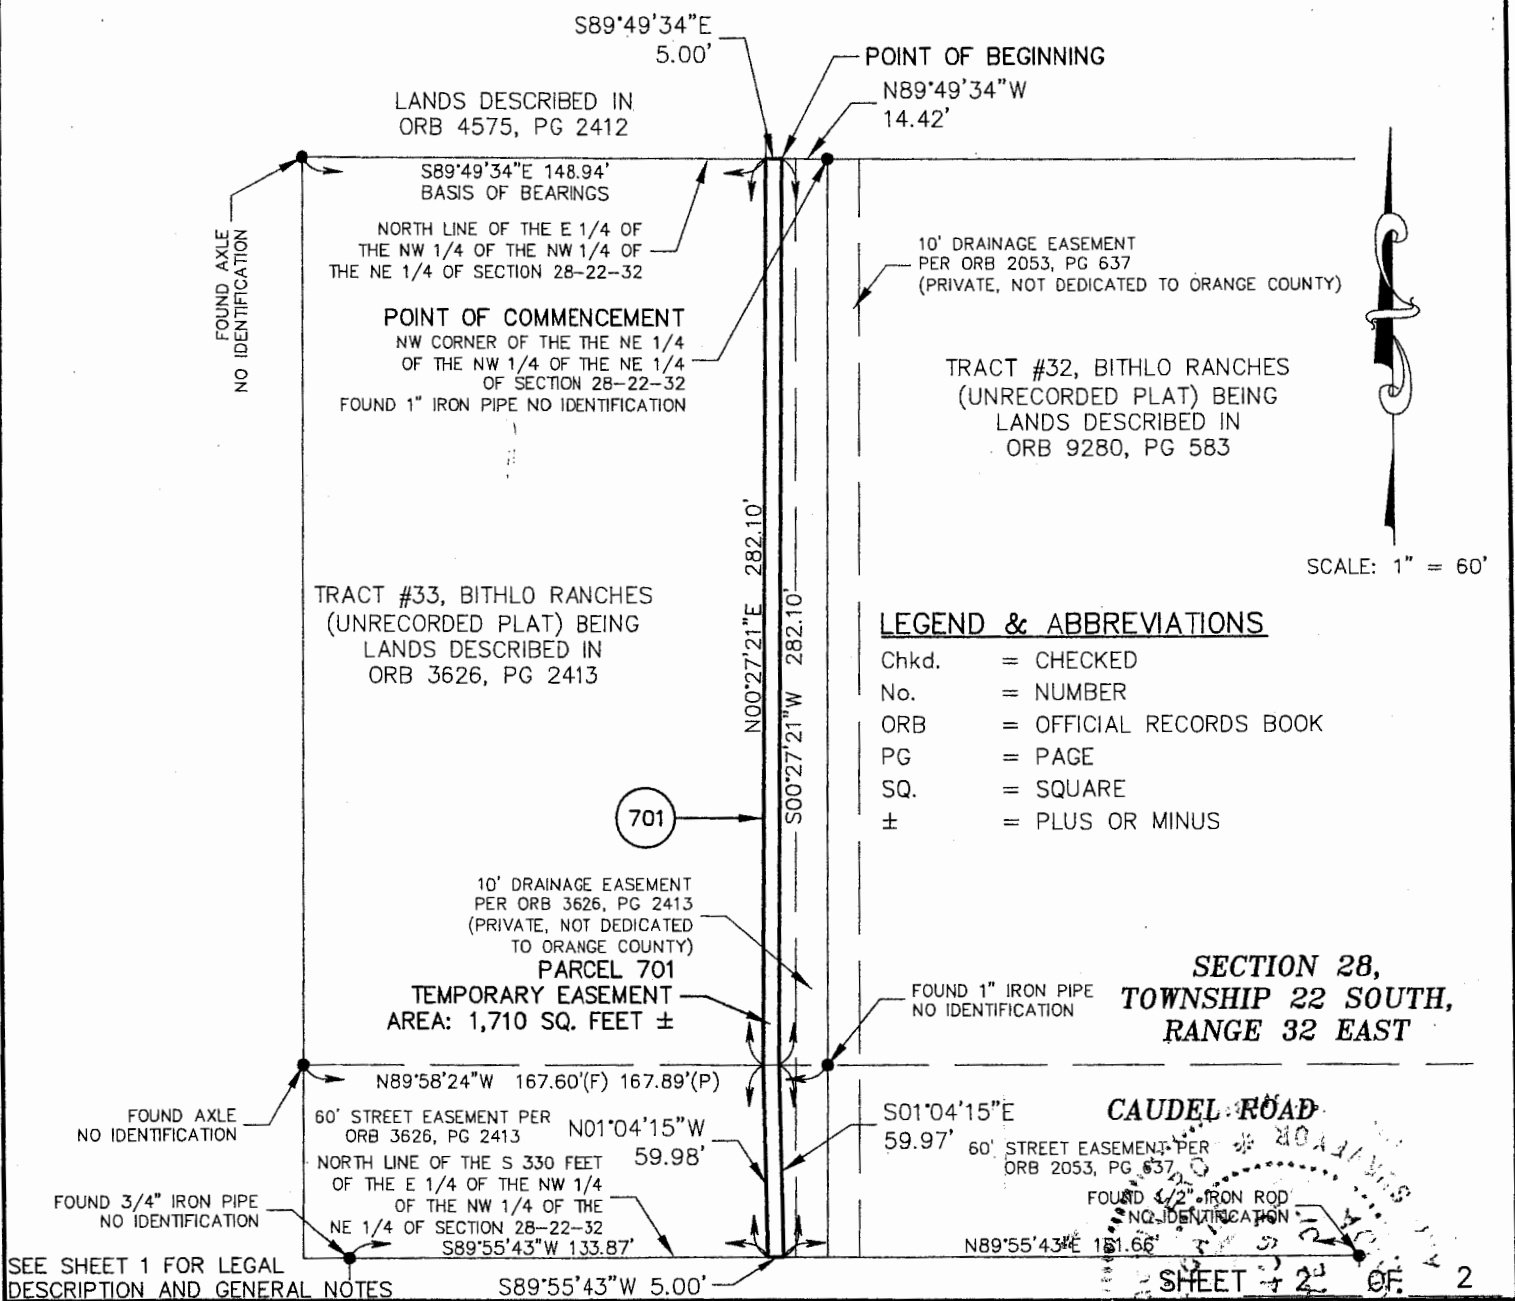 S89°49'34"E
5.00'
POINT OF BEGINNING
N89°49'34"W
14.42'
LANDS DESCRIBED IN
ORB 4575, PG 2412
S89°49'34"E 148.94'
BASIS OF BEARINGS
FOUND AXLE
NO IDENTIFICATION
NORTH LINE OF THE E 1/4 OF
THE NW 1/4 OF THE NW 1/4 OF
THE NE 1/4 OF SECTION 28-22-32
10' DRAINAGE EASEMENT
PER ORB 2053, PG 637
(PRIVATE, NOT DEDICATED TO ORANGE COUNTY)
POINT OF COMMENCEMENT
NW CORNER OF THE THE NE 1/4
OF THE NW 1/4 OF THE NE 1/4
OF SECTION 28-22-32
FOUND 1" IRON PIPE NO IDENTIFICATION
TRACT #32, BITHLO RANCHES
(UNRECORDED PLAT) BEING
LANDS DESCRIBED IN
ORB 9280, PG 583
SCALE: 1" = 60'
N00°27'21"E 282.10'
S00°27'21"W 282.10'
TRACT #33, BITHLO RANCHES
(UNRECORDED PLAT) BEING
LANDS DESCRIBED IN
ORB 3626, PG 2413
LEGEND & ABBREVIATIONS
Chkd. = CHECKED
No. = NUMBER
ORB = OFFICIAL RECORDS BOOK
PG = PAGE
SQ. = SQUARE
± = PLUS OR MINUS
701
10' DRAINAGE EASEMENT
PER ORB 3626, PG 2413
(PRIVATE, NOT DEDICATED
TO ORANGE COUNTY)
PARCEL 701
TEMPORARY EASEMENT
AREA: 1,710 SQ. FEET ±
FOUND 1" IRON PIPE
NO IDENTIFICATION
SECTION 28,
TOWNSHIP 22 SOUTH,
RANGE 32 EAST
N89°58'24"W 167.60'(F) 167.89'(P)
FOUND AXLE
NO IDENTIFICATION
60' STREET EASEMENT PER
ORB 3626, PG 2413
N01°04'15"W
59.98'
S01°04'15"E
59.97'
CAUDEL ROAD
60' STREET EASEMENT PER
ORB 2053, PG 637
NORTH LINE OF THE S 330 FEET
OF THE E 1/4 OF THE NW 1/4
OF THE NW 1/4 OF THE
NE 1/4 OF SECTION 28-22-32
FOUND 3/4" IRON PIPE
NO IDENTIFICATION
FOUND 1/2" IRON ROD
NO IDENTIFICATION
S89°55'43"W 133.87'
N89°55'43"E 151.66'
S89°55'43"W 5.00'
SEE SHEET 1 FOR LEGAL
DESCRIPTION AND GENERAL NOTES
SHEET 2 OF 2